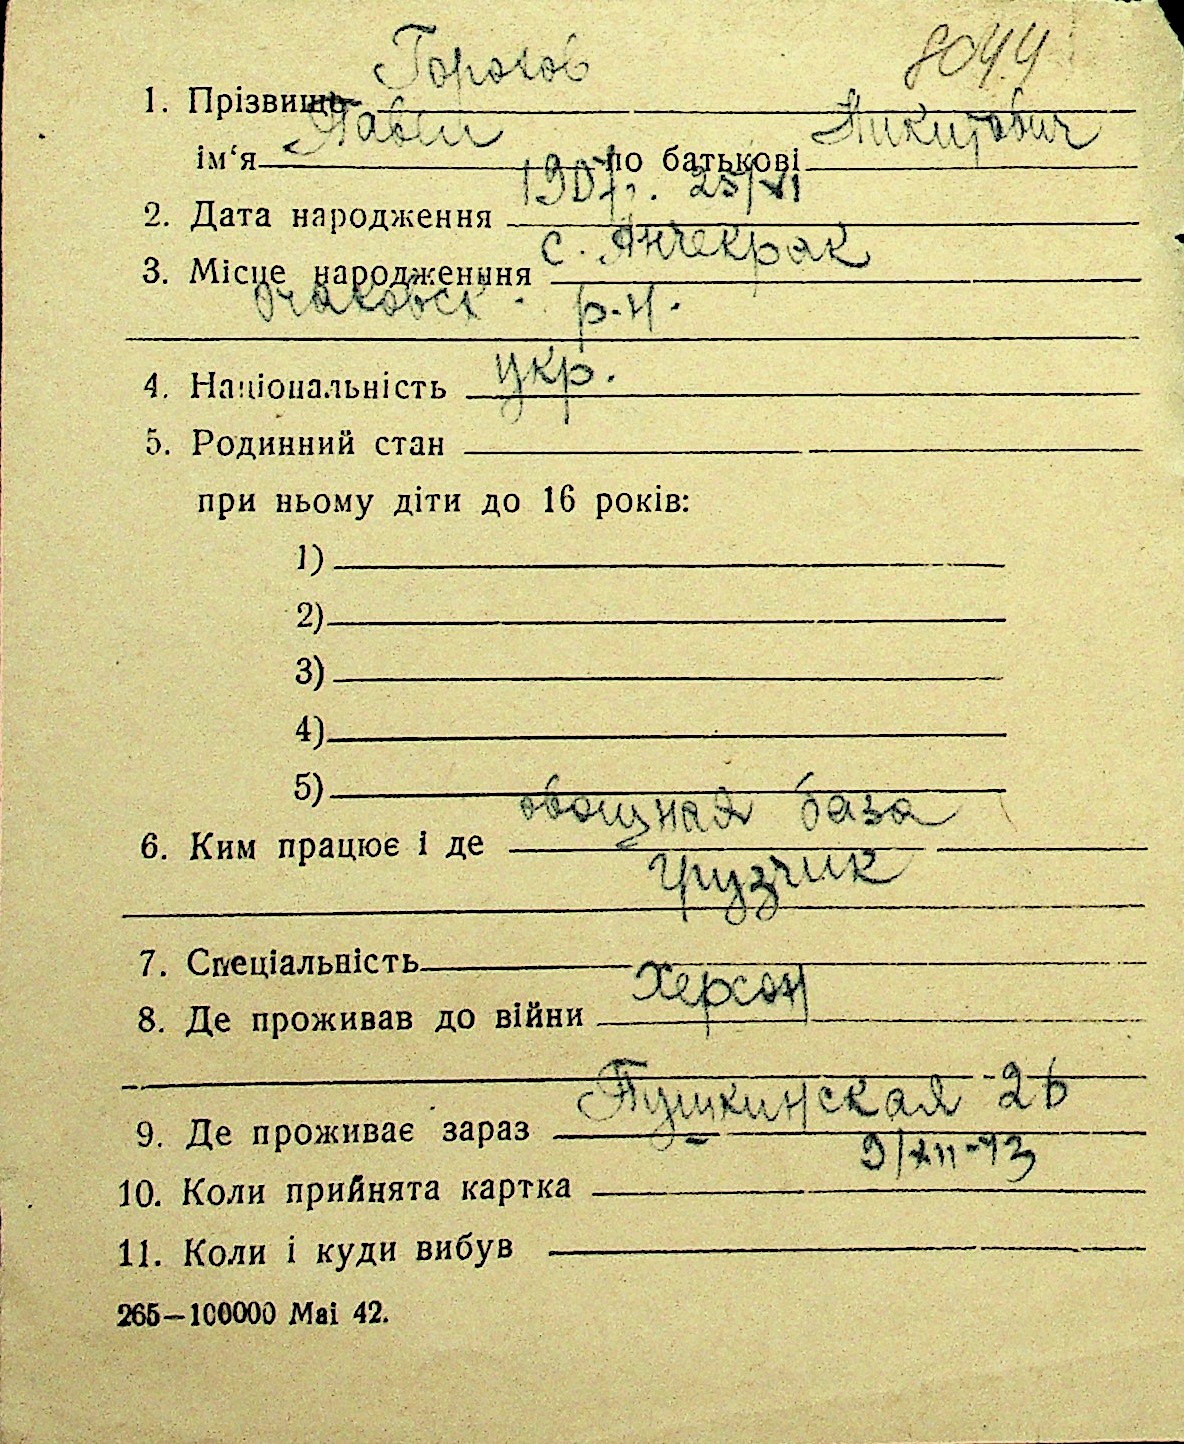 Горохов 8044
1. Прізвище
Павел Никитович
ім‘я по батькові
1907г. 25/VI
2. Дата народження
с. Анчекрак
3. Місце народження
Очаковск. р-н.
укр.
4. Національність
5. Родинний стан
при ньому діти до 16 років:
1)
2)
3)
4)
5)
овощная база
6. Ким працює і де
грузчик
7. Спеціальність
Херсон
8. Де проживав до війни
Пушкинская 26
9. Де проживає зараз
9/XII-43
10. Коли прийнята картка
11. Коли і куди вибув
265—100000 Mai 42.